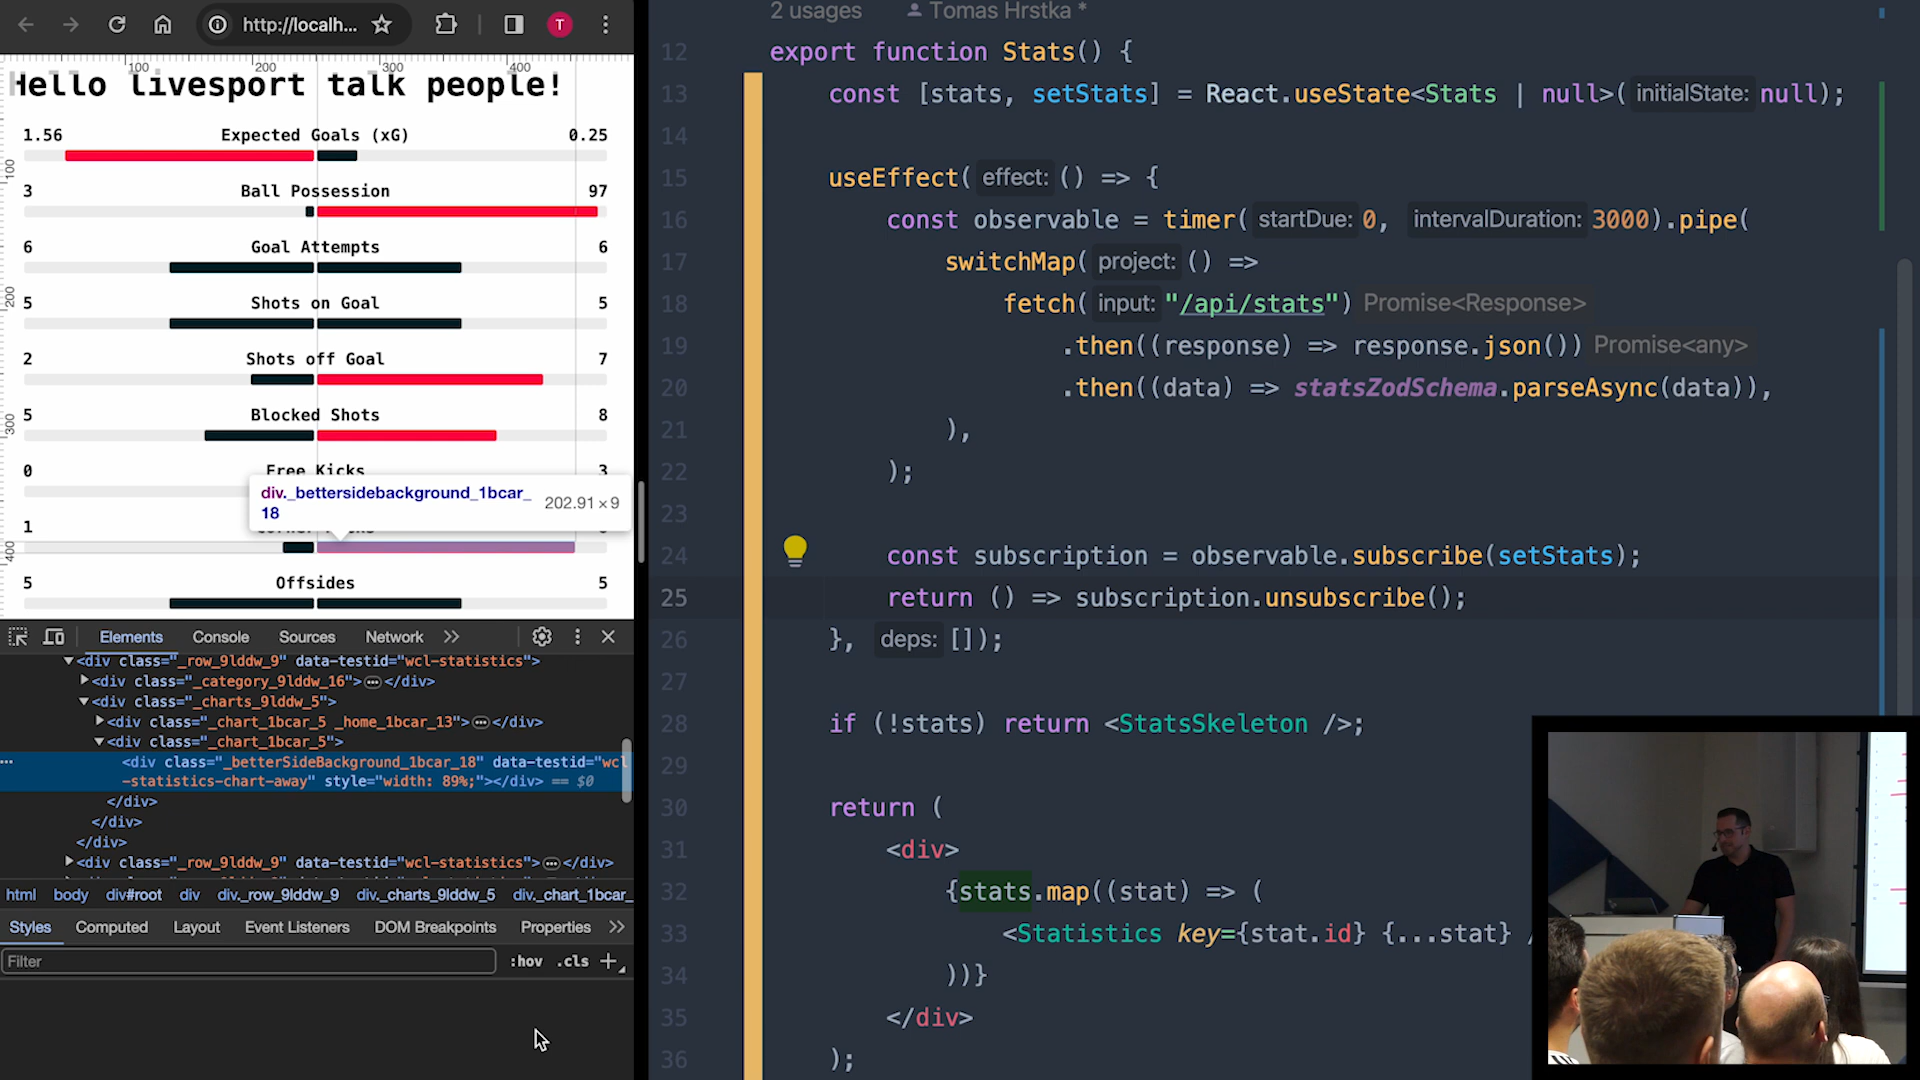 http://localh...
T
100
200
300
400
Hello livesport talk people!
1.56 Expected Goals (xG) 0.25
100
3 Ball Possession 97
6 Goal Attempts 6
200
5 Shots on Goal 5
2 Shots off Goal 7
300
5 Blocked Shots 8
0 Free Kicks 3
div._bettersidebackground_1bcar_
18
202.91×9
1
400
5 Offsides 5
Elements Console Sources Network
<div class="_row_9lddw_9" data-testid="wcl-statistics">
<div class="_category_9lddw_16"> </div>
<div class="_charts_9lddw_5">
<div class="_chart_1bcar_5 _home_1bcar_13"> </div>
<div class="_chart_1bcar_5">
<div class="_betterSideBackground_1bcar_18" data-testid="wcl
-statistics-chart-away" style="width: 89%;"></div> == $0
</div>
</div>
</div>
<div class="_row_9lddw_9" data-testid="wcl-statistics"> </div>
html body div#root div div._row_9lddw_9 div._charts_9lddw_5 div._chart_1bcar_
Styles Computed Layout Event Listeners DOM Breakpoints Properties
Filter :hov .cls +
2 usages Tomas Hrstka *
12 export function Stats() {
13 const [stats, setStats] = React.useState<Stats | null>( initialState: null);
14
15 useEffect( effect: () => {
16 const observable = timer( startDue: 0, intervalDuration: 3000).pipe(
17 switchMap( project: () =>
18 fetch( input: "/api/stats") Promise<Response>
19 .then((response) => response.json()) Promise<any>
20 .then((data) => statsZodSchema.parseAsync(data)),
21 ),
22 );
23
24 const subscription = observable.subscribe(setStats);
25 return () => subscription.unsubscribe();
26 }, deps: []);
27
28 if (!stats) return <StatsSkeleton />;
29
30 return (
31 <div>
32 {stats.map((stat) => (
33 <Statistics key={stat.id} {...stat} /
34 ))}
35 </div>
36 );